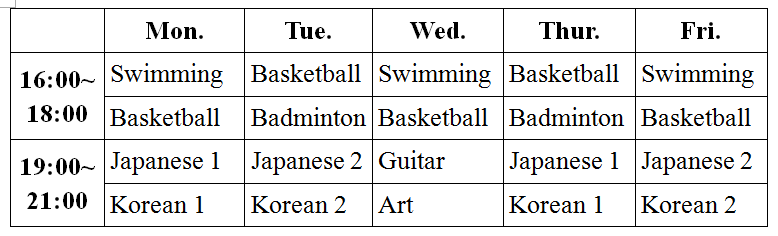 Mon. Tue. Wed. Thur. Fri.
16:00~ 18:00 Swimming Basketball Swimming Basketball Swimming
Basketball Badminton Basketball Badminton Basketball
19:00~ 21:00 Japanese 1 Japanese 2 Guitar Japanese 1 Japanese 2
Korean 1 Korean 2 Art Korean 1 Korean 2